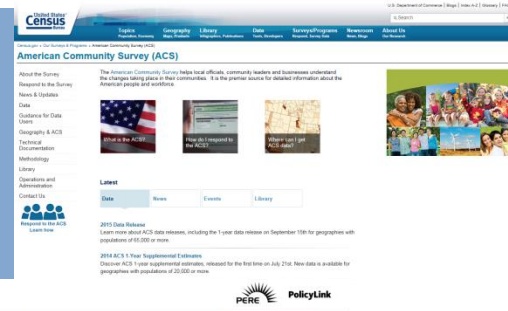 U.S. Department of Commerce | Blogs | Index A-Z | Glossary |
United States
Census
Bureau
Search
Topics
Population, Economy
Geography
Maps, Products
Library
Infographics, Publications
Data
Tools, Developers
Surveys/Programs
Respond, Survey Data
Newsroom
News, Blogs
About Us
Our Research
Census.gov › Our Surveys & Programs › American Community Survey (ACS)
American Community Survey (ACS)
About the Survey
Respond to the Survey
News & Updates
Data
Guidance for Data
Users
Geography & ACS
Technical
Documentation
Methodology
Library
Operations and
Administration
Contact Us
Respond to the ACS
Learn how
The American Community Survey helps local officials, community leaders and businesses understand
the changes taking place in their communities. It is the premier source for detailed information about the
American people and workforce.
What is the ACS?
How do I respond to
the ACS?
Where can I get
ACS data?
Latest
Data
News
Events
Library
2015 Data Release
Learn more about ACS data releases, including the 1-year data release on September 15th for geographies with
populations of 65,000 or more.
2014 ACS 1-Year Supplemental Estimates
Discover ACS 1-year supplemental estimates, released for the first time on July 21st. New data is available for
geographies with populations of 20,000 or more.
PERE
PolicyLink